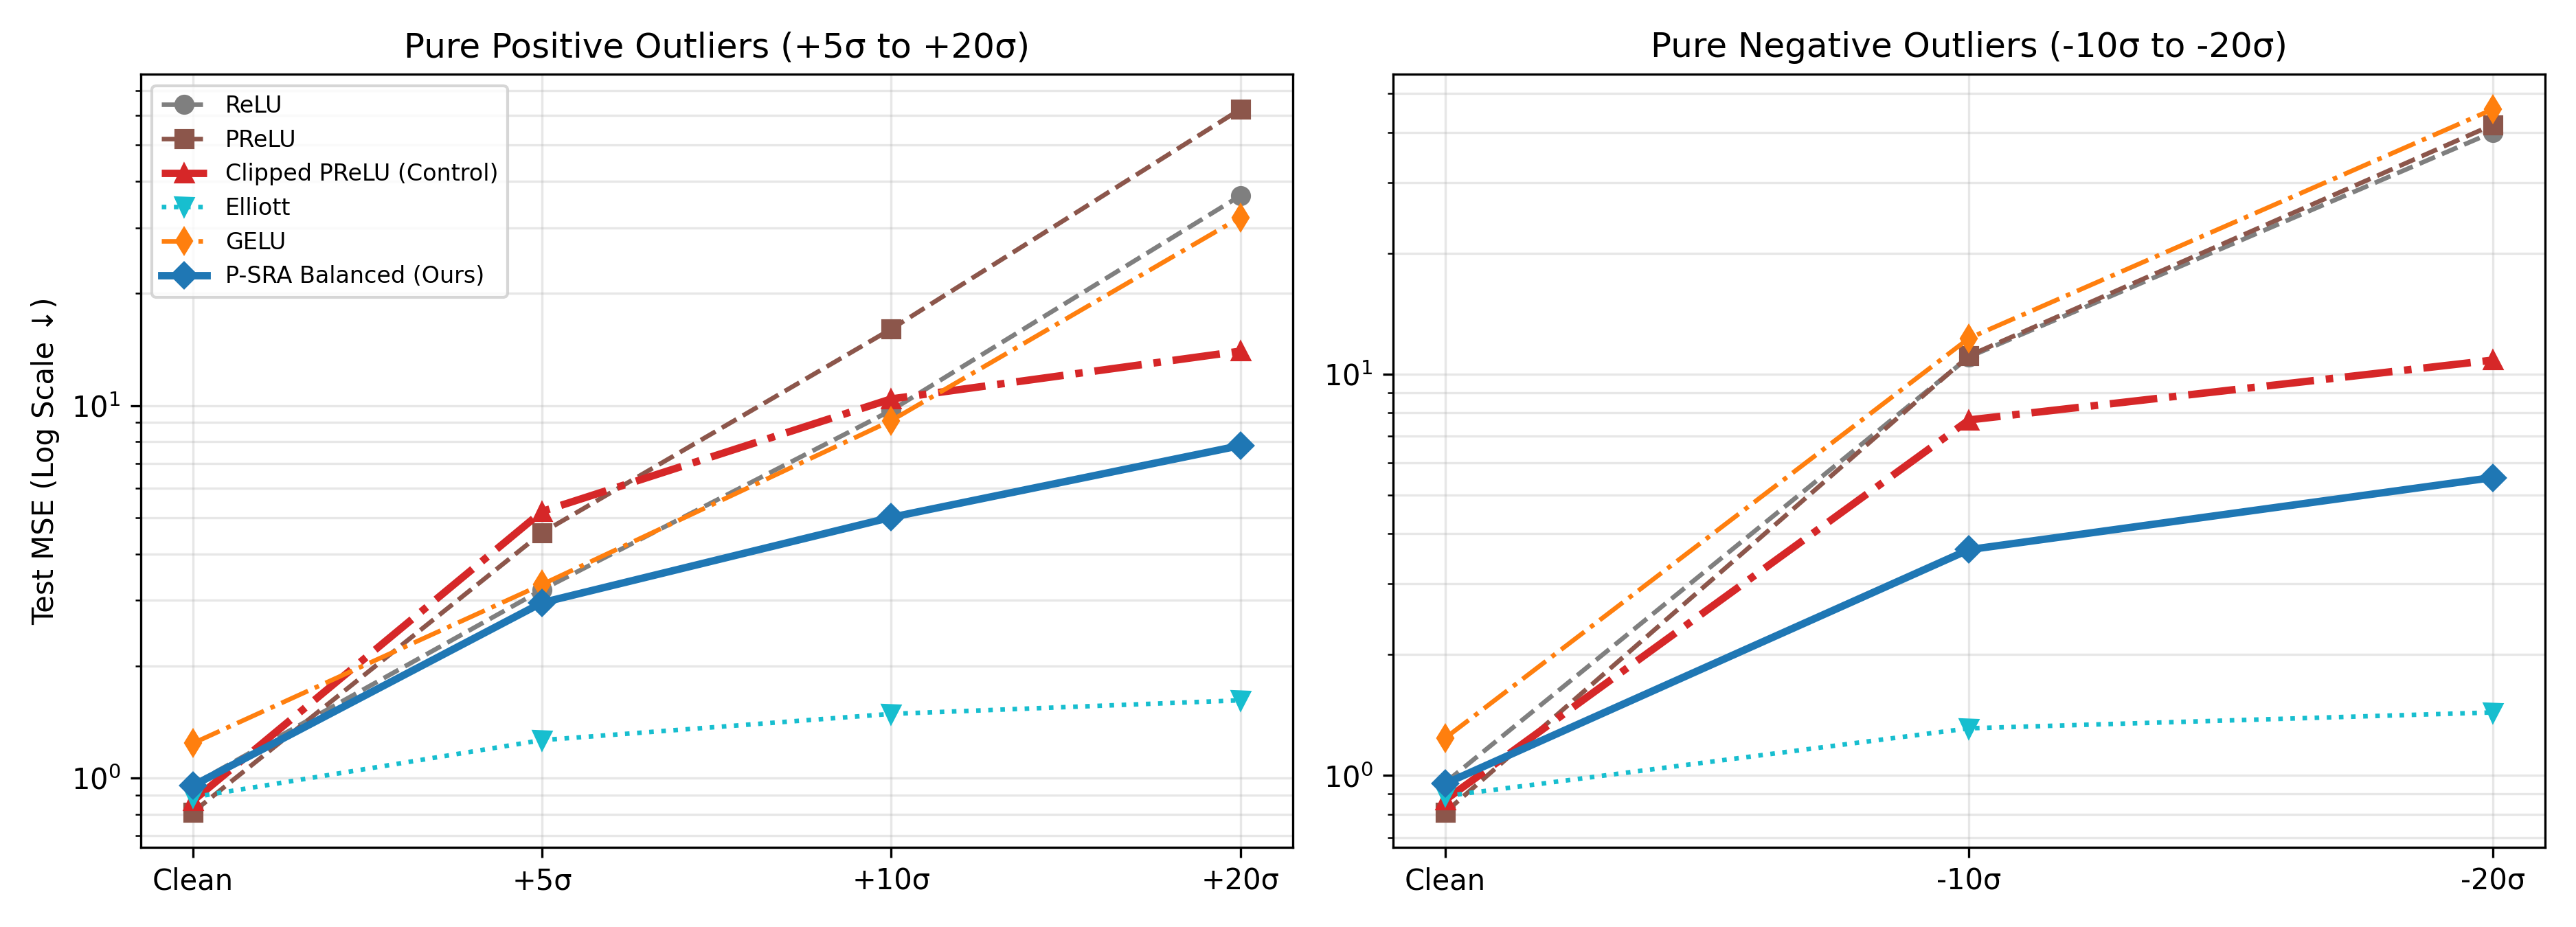 Pure Positive Outliers (+5σ to +20σ)
ReLU
PReLU
Clipped PReLU (Control)
Elliott
GELU
P-SRA Balanced (Ours)
Test MSE (Log Scale ↓)
10¹
10⁰
Clean
+5σ
+10σ
+20σ
Pure Negative Outliers (-10σ to -20σ)
10¹
10⁰
Clean
-10σ
-20σ